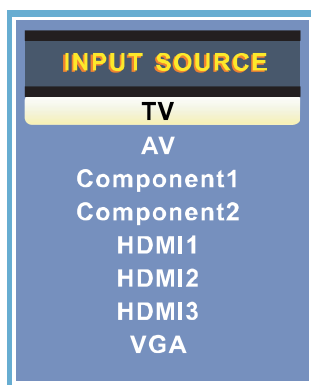 INPUT SOURCE
TV
AV
Component1
Component2
HDMI1
HDMI2
HDMI3
VGA